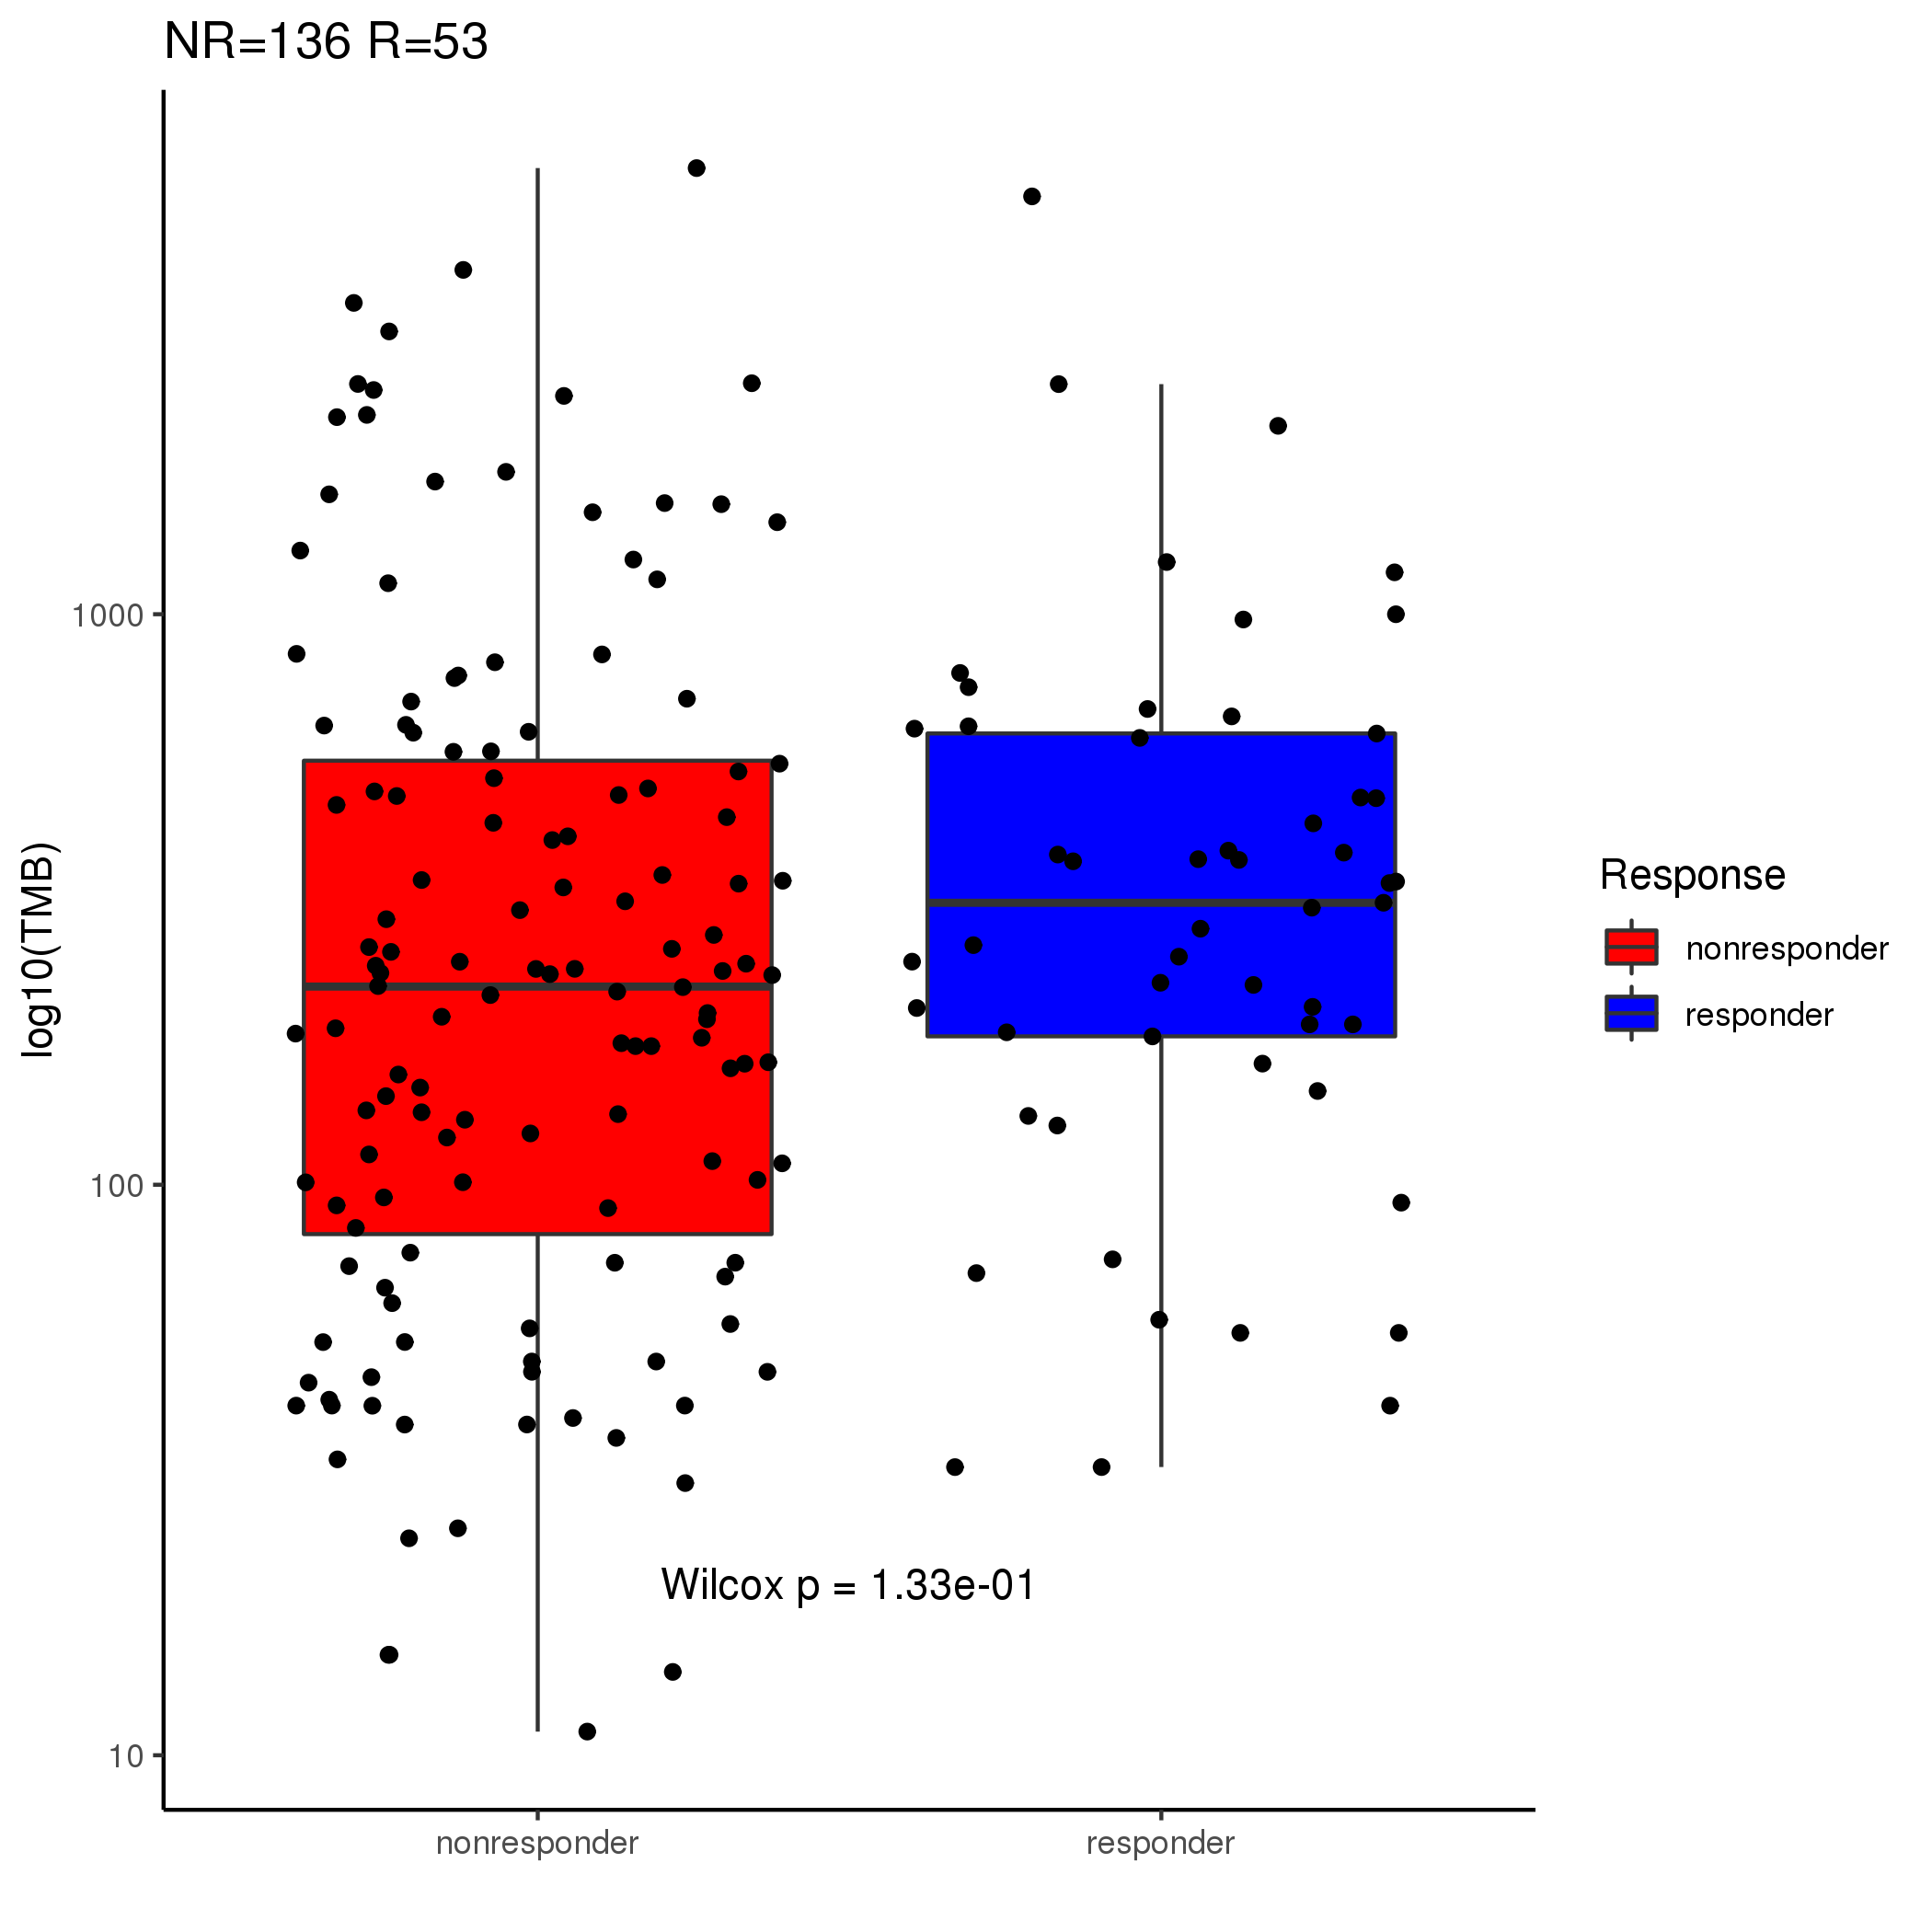 NR=136 R=53
log10(TMB)
1000
100
10
Wilcox p = 1.33e-01
nonresponder
responder
Response
nonresponder
responder